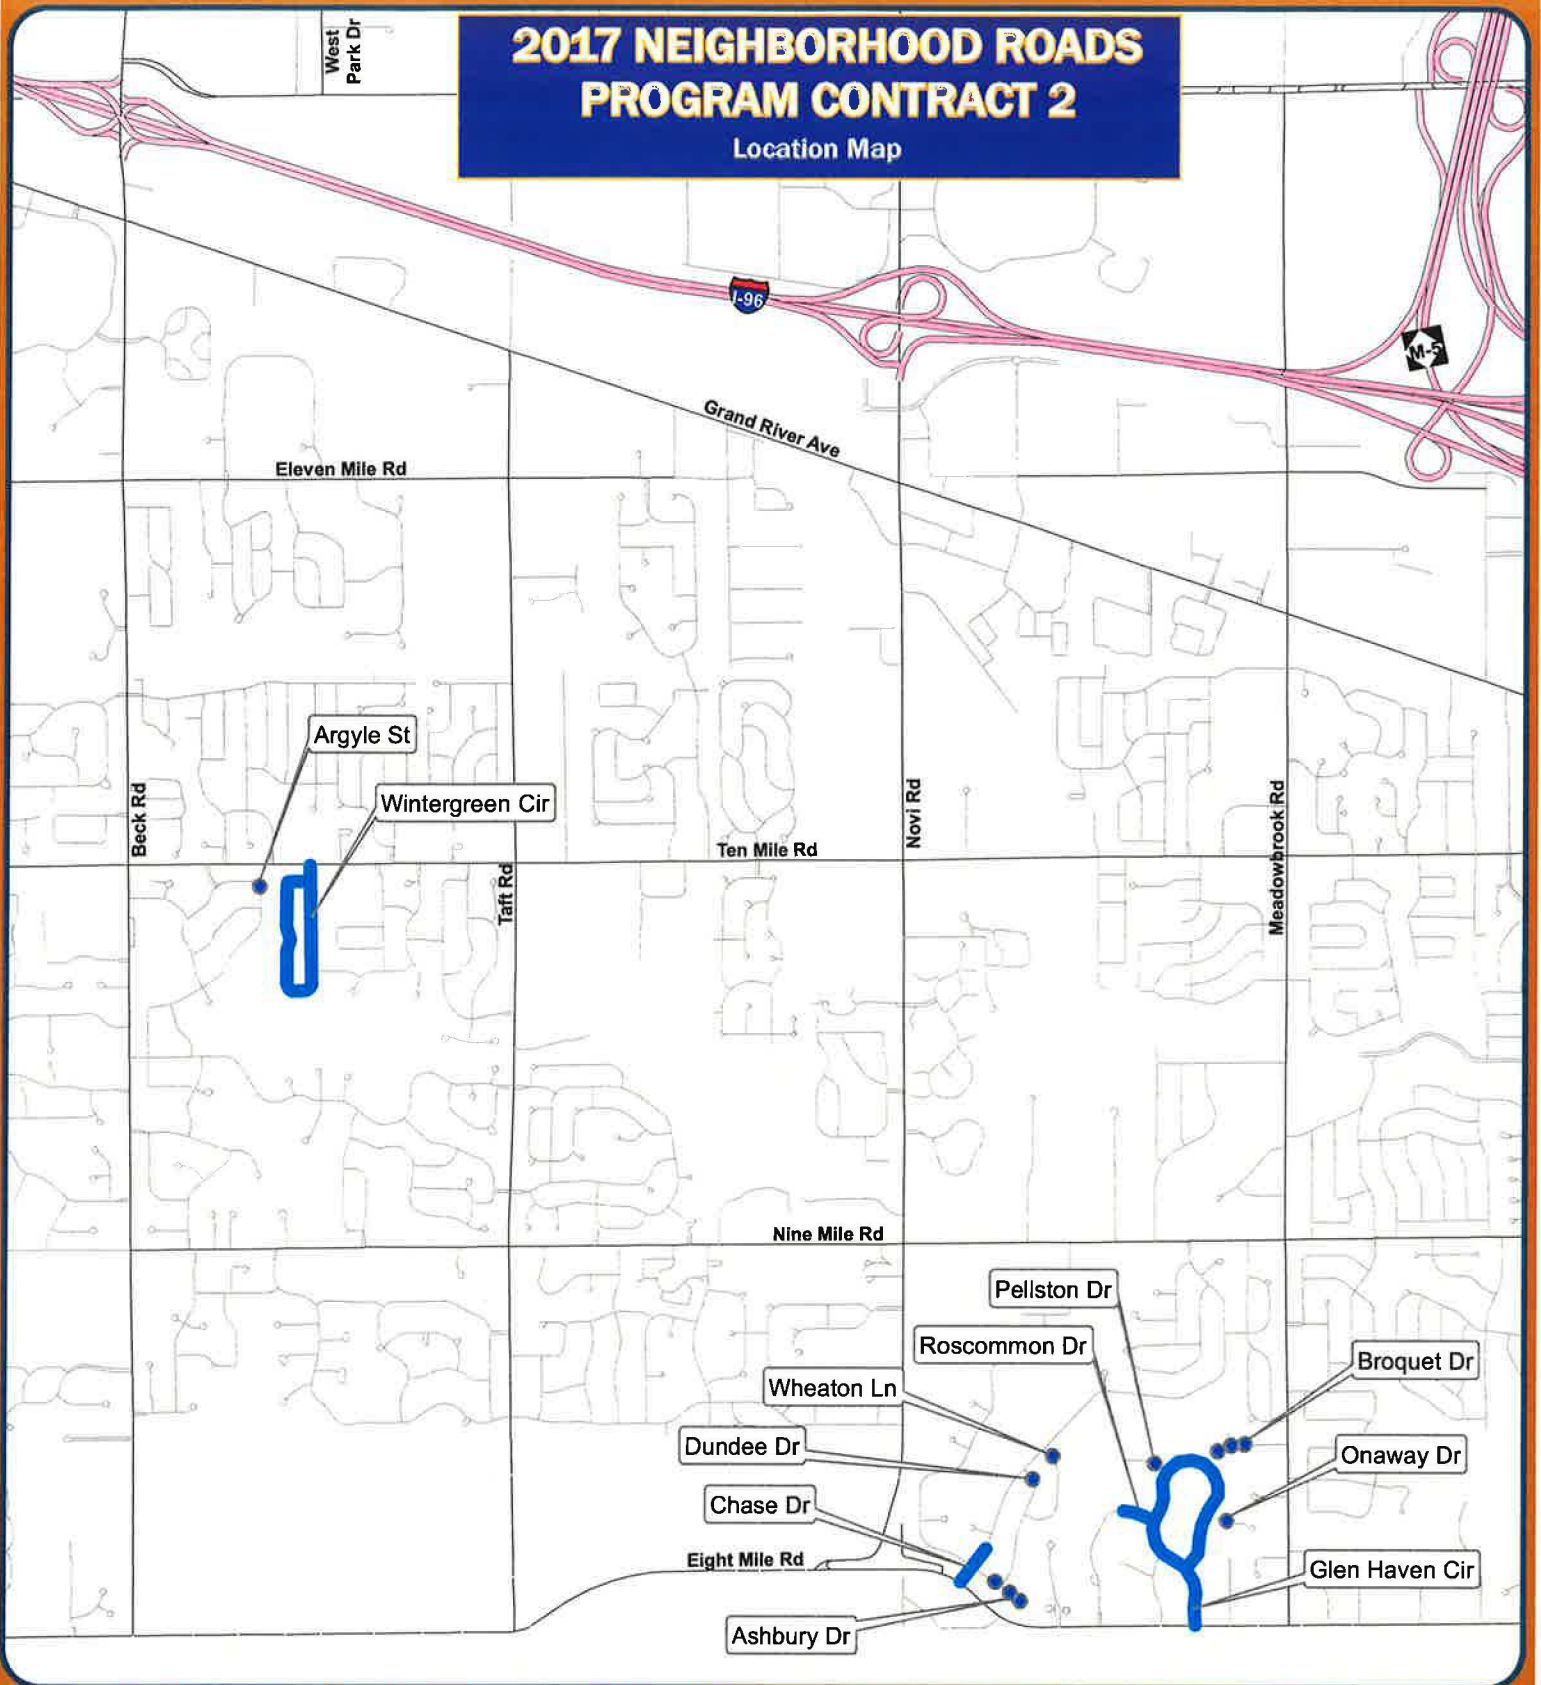 West
Park Dr
2017 NEIGHBORHOOD ROADS
PROGRAM CONTRACT 2
Location Map
I-96
M-5
Grand River Ave
Eleven Mile Rd
Argyle St
Wintergreen Cir
Beck Rd
Novi Rd
Meadowbrook Rd
Ten Mile Rd
Taft Rd
Nine Mile Rd
Pellston Dr
Roscommon Dr
Broquet Dr
Wheaton Ln
Dundee Dr
Onaway Dr
Chase Dr
Eight Mile Rd
Glen Haven Cir
Ashbury Dr